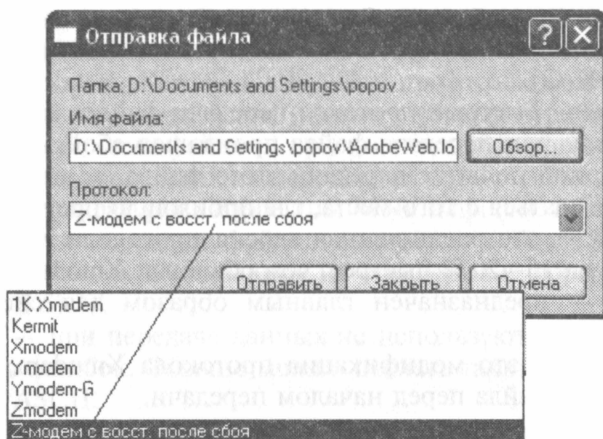 Отправка файла
Папка: D:\Documents and Settings\popov
Имя файла:
D:\Documents and Settings\popov\AdobeWeb.lo
Обзор...
Протокол:
Z-модем с восст. после сбоя
Отправить Закрыть Отмена
1K Xmodem
Kermit
Xmodem
Ymodem
Ymodem-G
Zmodem
Z-модем с восст. после сбоя